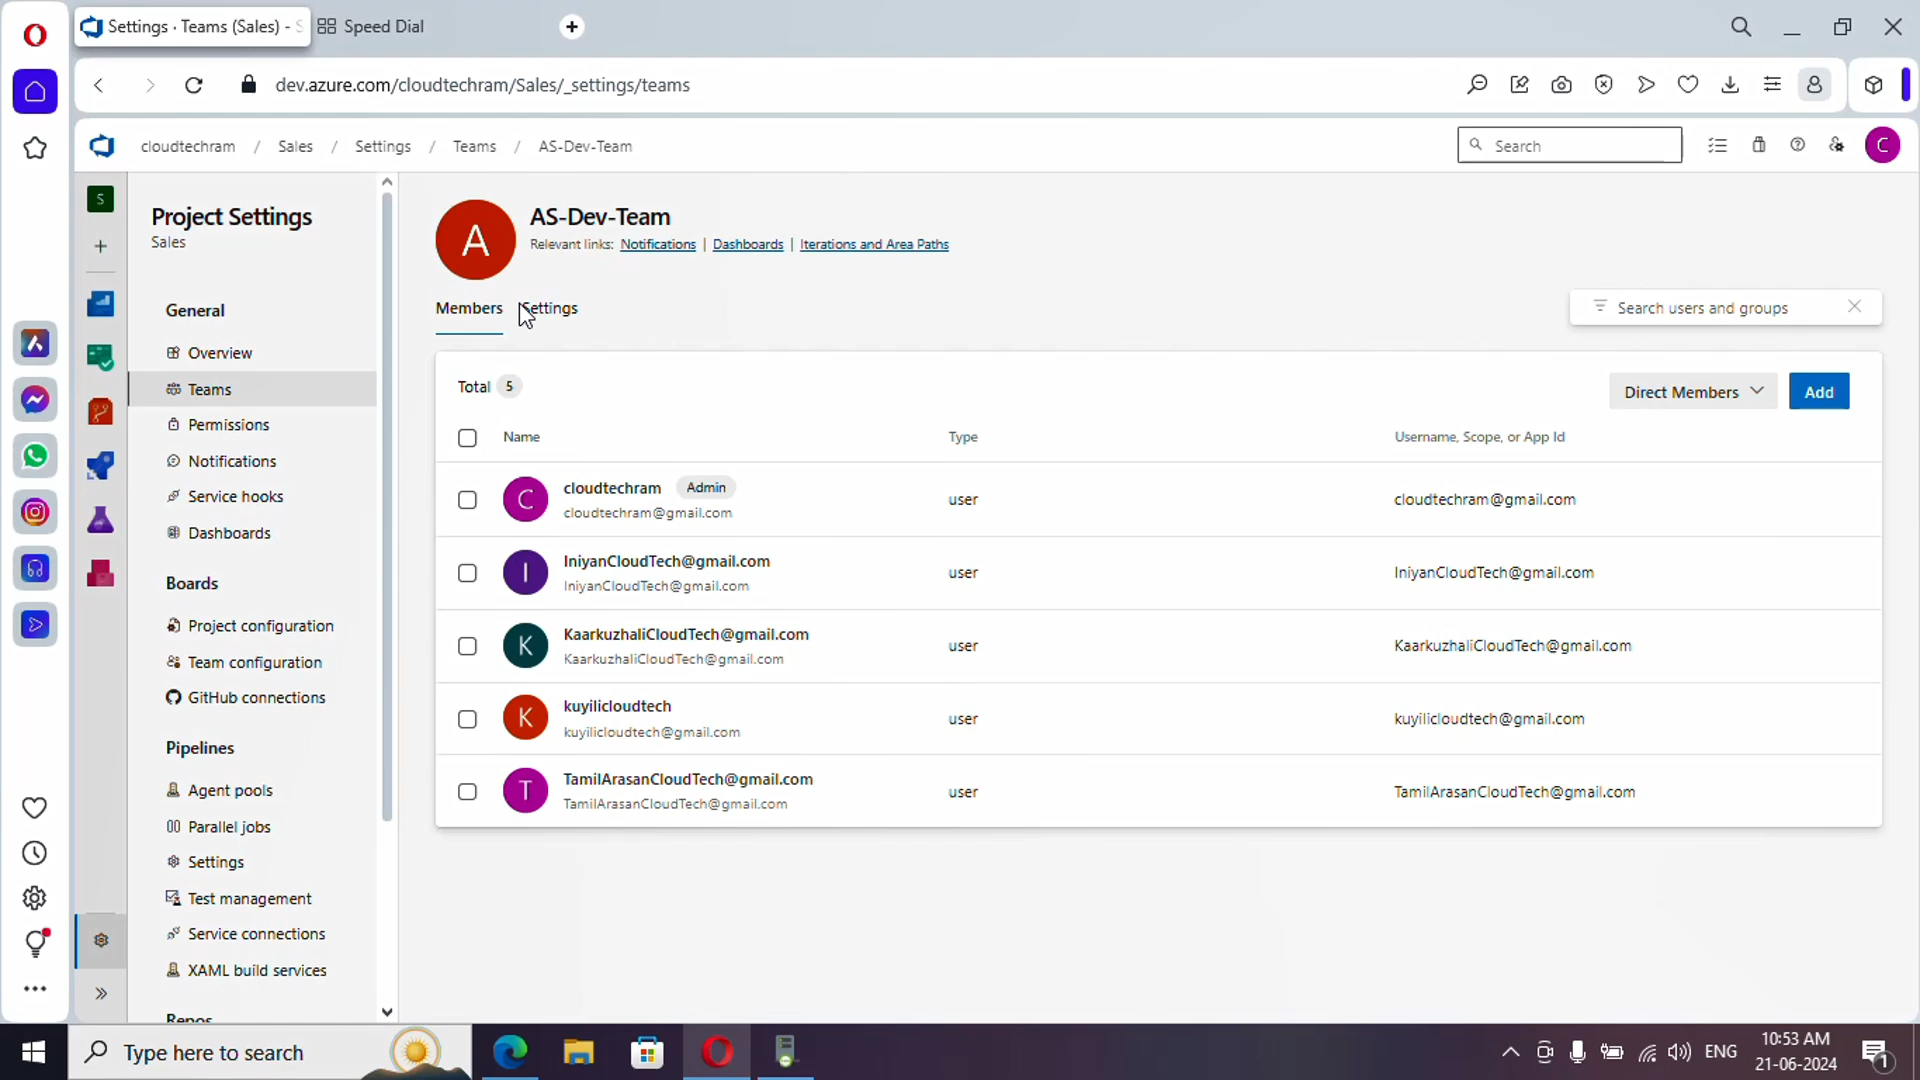 Settings · Teams (Sales) - S
Speed Dial
dev.azure.com/cloudtechram/Sales/_settings/teams
cloudtechram / Sales / Settings / Teams / AS-Dev-Team
Search
C
S
Project Settings
Sales
General
Overview
Teams
Permissions
Notifications
Service hooks
Dashboards
Boards
Project configuration
Team configuration
GitHub connections
Pipelines
Agent pools
Parallel jobs
Settings
Test management
Service connections
XAML build services
Repos
A
AS-Dev-Team
Relevant links: Notifications | Dashboards | Iterations and Area Paths
Members Settings
Search users and groups
Total 5
Direct Members
Add
Name Type Username, Scope, or App Id
C
cloudtechram Admin
cloudtechram@gmail.com
user
cloudtechram@gmail.com
I
IniyanCloudTech@gmail.com
IniyanCloudTech@gmail.com
user
IniyanCloudTech@gmail.com
K
KaarkuzhaliCloudTech@gmail.com
KaarkuzhaliCloudTech@gmail.com
user
KaarkuzhaliCloudTech@gmail.com
K
kuyilicloudtech
kuyilicloudtech@gmail.com
user
kuyilicloudtech@gmail.com
T
TamilArasanCloudTech@gmail.com
TamilArasanCloudTech@gmail.com
user
TamilArasanCloudTech@gmail.com
Type here to search
ENG
10:53 AM
21-06-2024
1